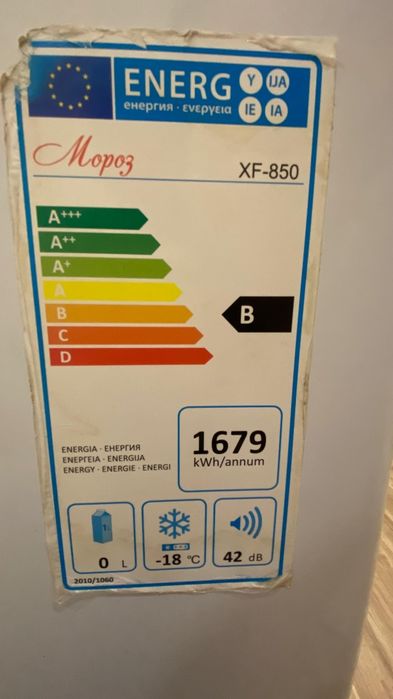 ENERG Y IJA
енергия · ενεργεια IE IA
Мороз
XF-850
A+++
A++
A+
A
B B
C
D
ENERGIA · ЕНЕРГИЯ
ΕΝΕΡΓΕΙΑ · ENERGIJA
ENERGY · ENERGIE · ENERGI
1679
kWh/annum
0 L
-18 °C
42 dB
2010/1060